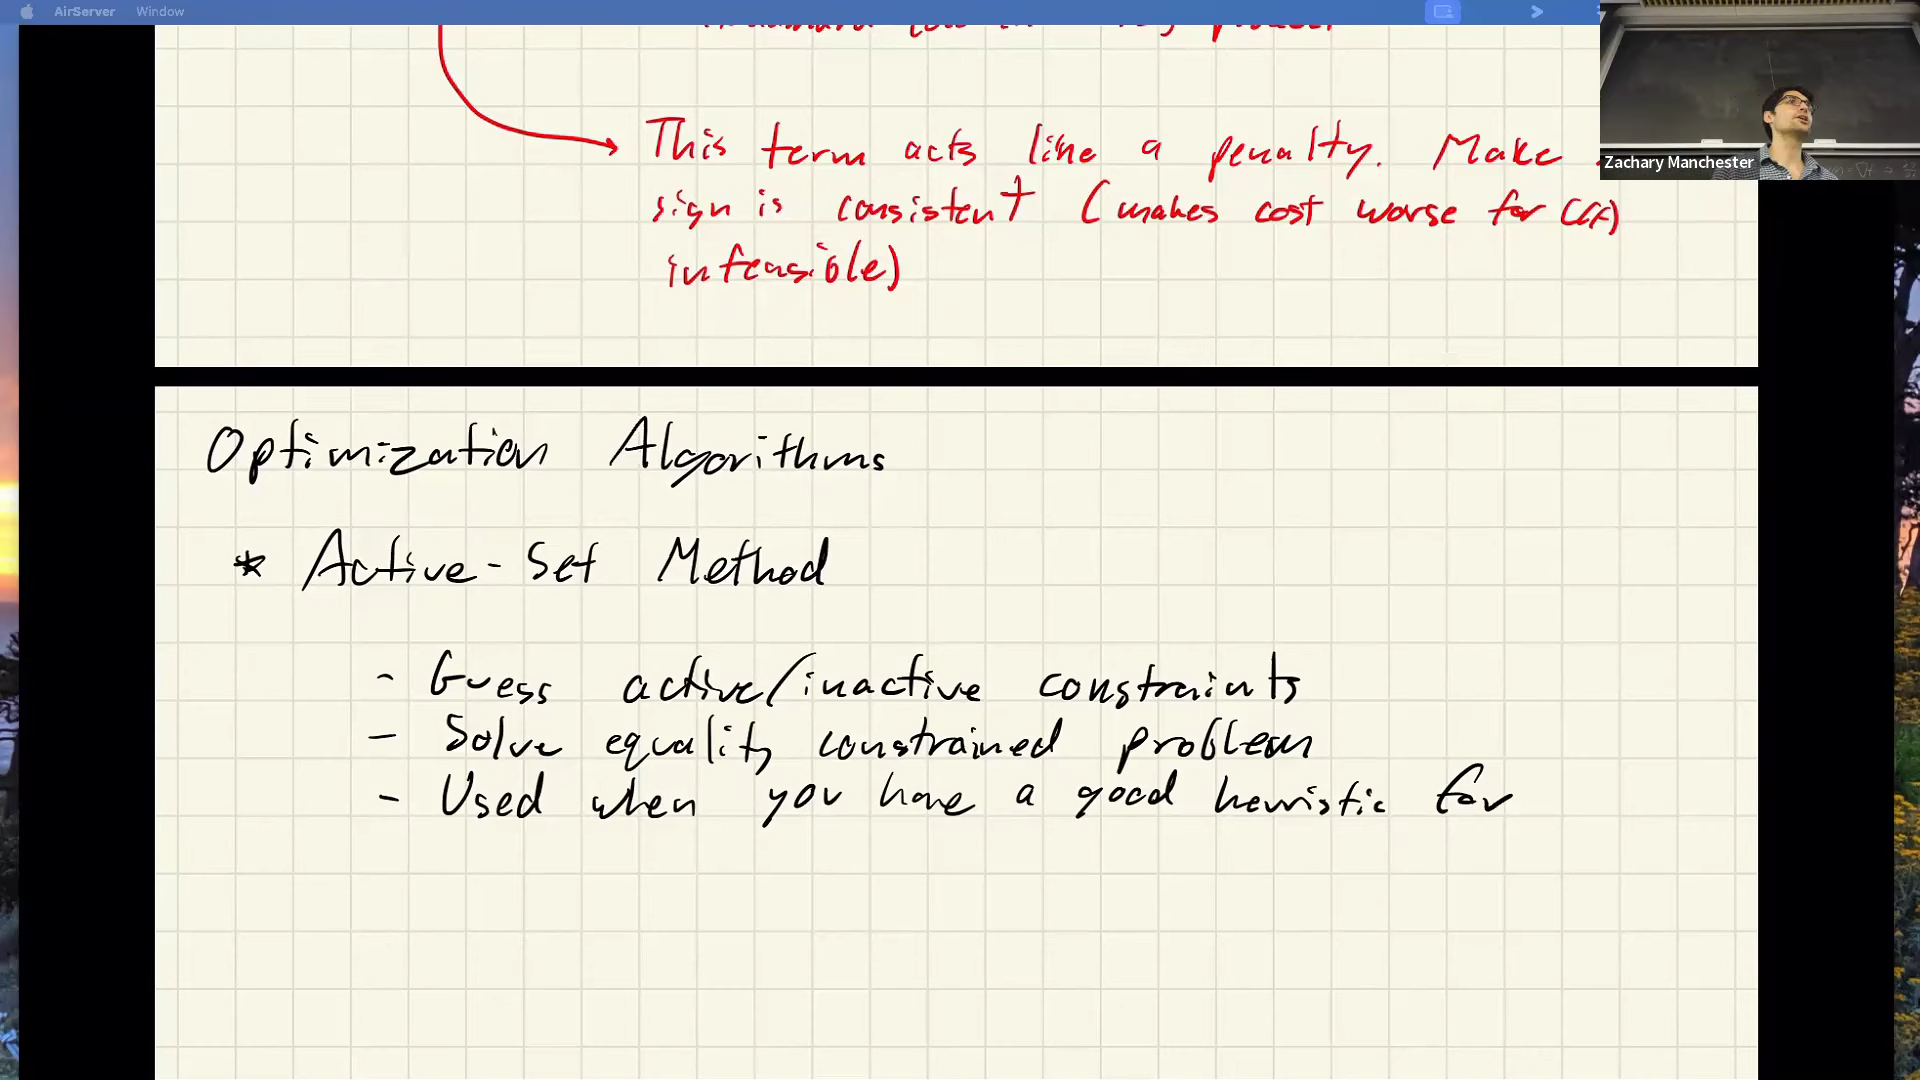 AirServer Window
This term acts like a penalty. Make
sign is consistent (makes cost worse for C(x)
infeasible)
Zachary Manchester
Optimization Algorithms
* Active-Set Method
- Guess active/inactive constraints
- Solve equality constrained problem
- Used when you have a good heuristic for